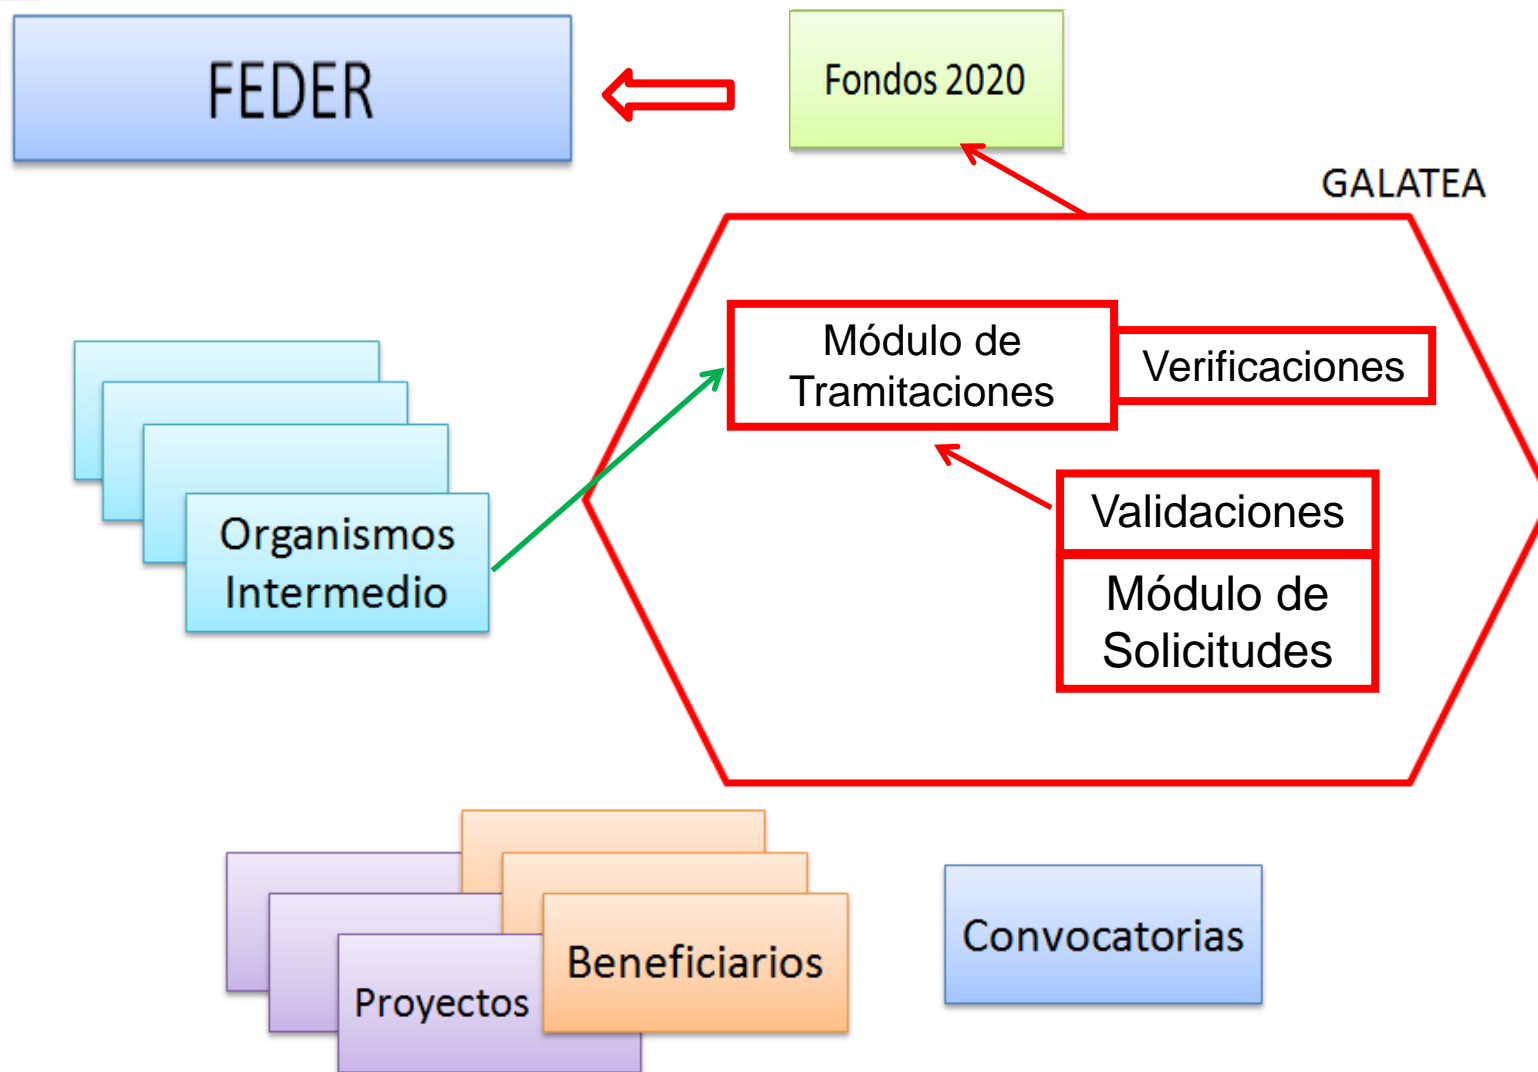 FEDER
Fondos 2020
GALATEA
Módulo de
Tramitaciones
Verificaciones
Organismos
Intermedio
Validaciones
Módulo de
Solicitudes
Proyectos
Beneficiarios
Convocatorias